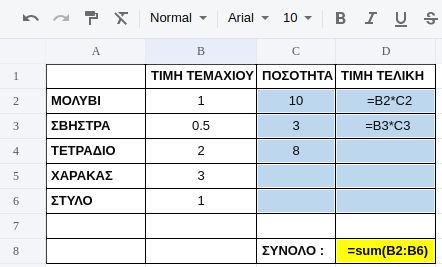 Normal Arial 10 B I U S
A B C D
1 ΤΙΜΗ ΤΕΜΑΧΙΟΥ ΠΟΣΟΤΗΤΑ ΤΙΜΗ ΤΕΛΙΚΗ
2 ΜΟΛΥΒΙ 1 10 =B2*C2
3 ΣΒΗΣΤΡΑ 0.5 3 =B3*C3
4 ΤΕΤΡΑΔΙΟ 2 8
5 ΧΑΡΑΚΑΣ 3
6 ΣΤΥΛΟ 1
7
8 ΣΥΝΟΛΟ : =sum(B2:B6)